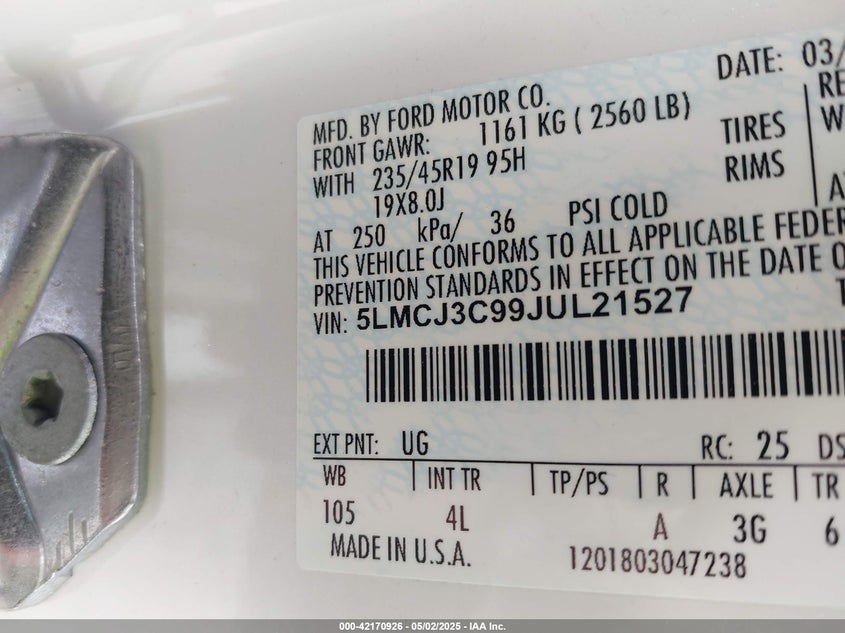 DATE: 03/
MFD. BY FORD MOTOR CO.
FRONT GAWR: 1161 KG ( 2560 LB)
WITH 235/45R19 95H TIRES
19X8.0J RIMS
AT 250 kPa/ 36 PSI COLD
THIS VEHICLE CONFORMS TO ALL APPLICABLE FEDER
PREVENTION STANDARDS IN EFFECT ON THE DATE O
VIN: 5LMCJ3C99JUL21527
EXT PNT: UG RC: 25 DS
WB INT TR TP/PS R AXLE TR
105 4L A 3G 6
MADE IN U.S.A.
1201803047238
000-42170926 - 05/02/2025 - IAA Inc.